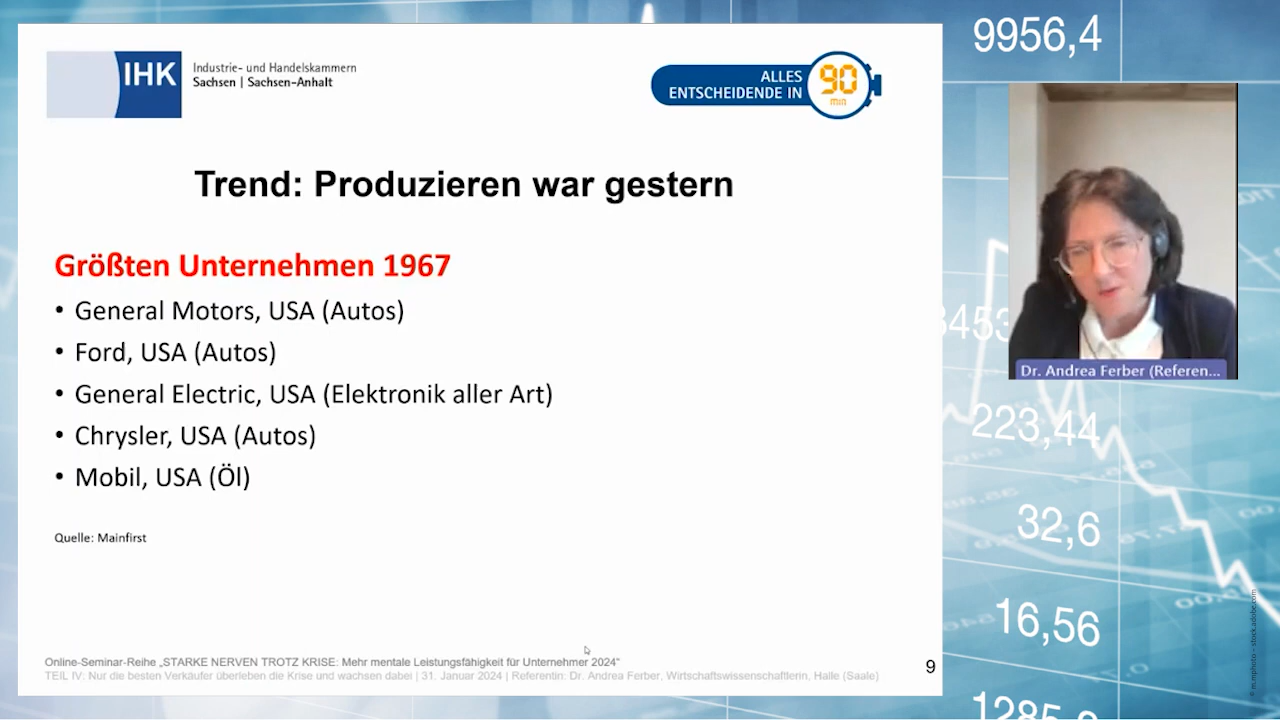 IHK
Industrie- und Handelskammern
Sachsen | Sachsen-Anhalt
ALLES
ENTSCHEIDENDE IN
90
min
Trend: Produzieren war gestern
Größten Unternehmen 1967
• General Motors, USA (Autos)
• Ford, USA (Autos)
• General Electric, USA (Elektronik aller Art)
• Chrysler, USA (Autos)
• Mobil, USA (Öl)
Quelle: Mainfirst
Online-Seminar-Reihe „STARKE NERVEN TROTZ KRISE: Mehr mentale Leistungsfähigkeit für Unternehmer 2024“
TEIL IV: Nur die besten Verkäufer überleben die Krise und wachsen dabei | 31. Januar 2024 | Referentin: Dr. Andrea Ferber, Wirtschaftswissenschaftlerin, Halle (Saale)
9
9956,4
Dr. Andrea Ferber (Referen...
223,44
32,6
16,56
© m.mphoto - stock.adobe.com